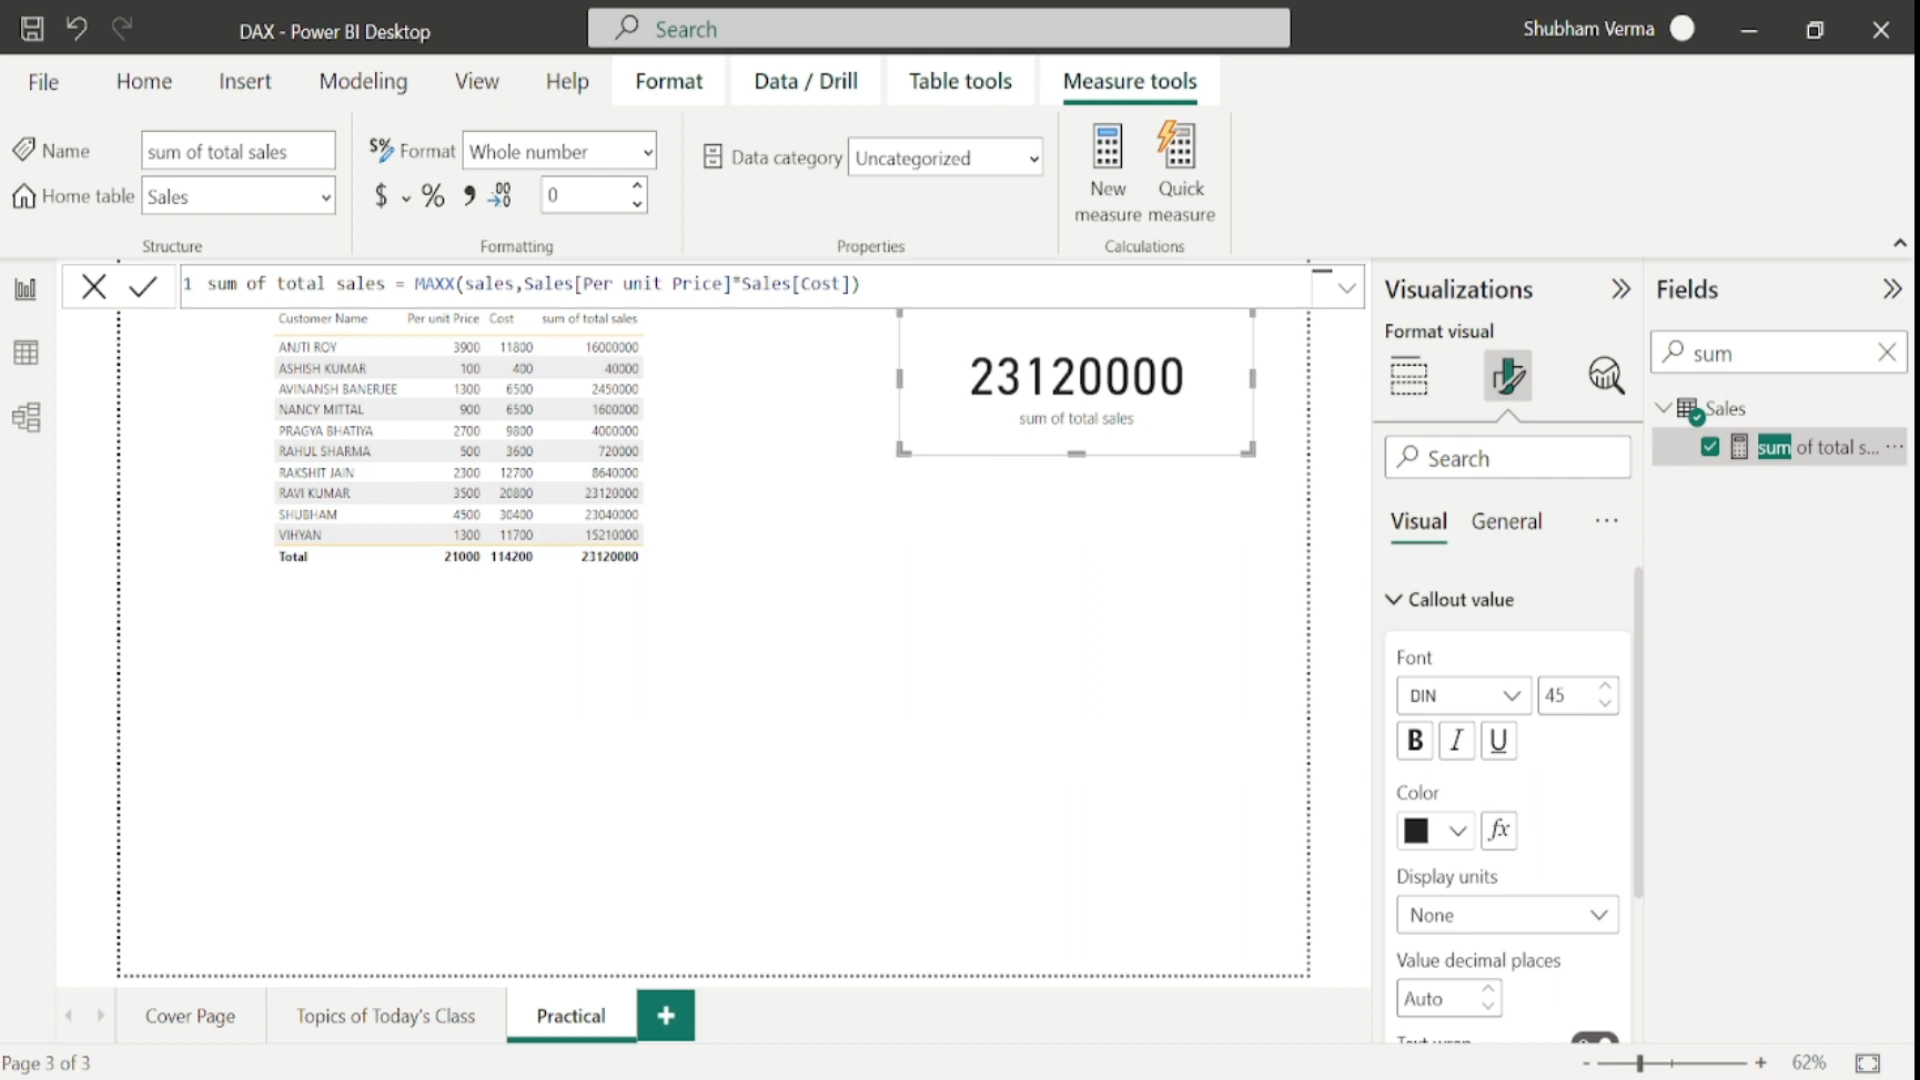 DAX - Power BI Desktop
Search
Shubham Verma
File Home Insert Modeling View Help Format Data / Drill Table tools Measure tools
Name sum of total sales
Home table Sales
Structure
$% Format Whole number
$ % , .00 →0 0
Formatting
Data category Uncategorized
Properties
New measure
Quick measure
Calculations
1 sum of total sales = MAXX(sales,Sales[Per unit Price]*Sales[Cost])
Customer Name Per unit Price Cost sum of total sales
ANJTI ROY 3900 11800 16000000
ASHISH KUMAR 100 400 40000
AVINANSH BANERJEE 1300 6500 2450000
NANCY MITTAL 900 6500 1600000
PRAGYA BHATIYA 2700 9800 4000000
RAHUL SHARMA 500 3600 720000
RAKSHIT JAIN 2300 12700 8640000
RAVI KUMAR 3500 20800 23120000
SHUBHAM 4500 30400 23040000
VIHYAN 1300 11700 15210000
Total 21000 114200 23120000
23120000
sum of total sales
Visualizations
Format visual
Search
Visual General ...
Callout value
Font
DIN 45
B I U
Color
fx
Display units
None
Value decimal places
Auto
Fields
sum
Sales
sum of total s... ...
Cover Page Topics of Today's Class Practical +
Page 3 of 3
- + 62%